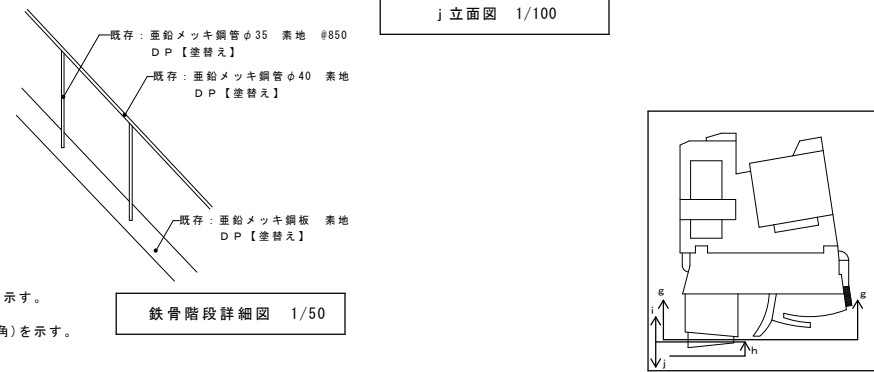 既存：亜鉛メッキ鋼管φ35 素地 @850
ＤＰ【塗替え】
既存：亜鉛メッキ鋼管φ40 素地
ＤＰ【塗替え】
既存：亜鉛メッキ鋼板 素地
ＤＰ【塗替え】
示す。
角)を示す。
鉄骨階段詳細図 1/50
j 立面図 1/100
g
g
i
h
j